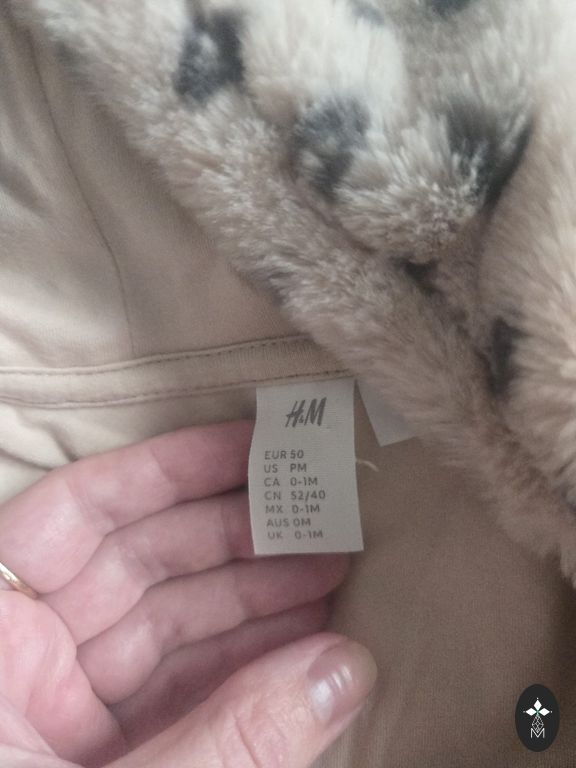 H&M
EUR 50
US PM
CA 0-1M
CN 52/40
MX 0-1M
AUS 0M
UK 0-1M
M